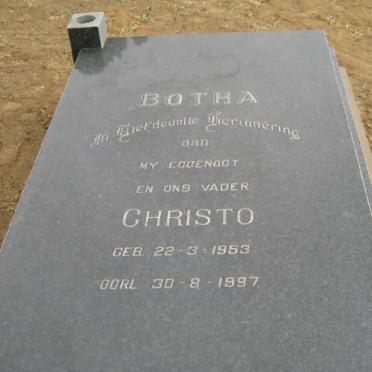 BOTHA
In Liefdevolle Herinnering
aan
MY EGGENOOT
EN ONS VADER
CHRISTO
GEB. 22-3-1953
OORL. 30-8-1997